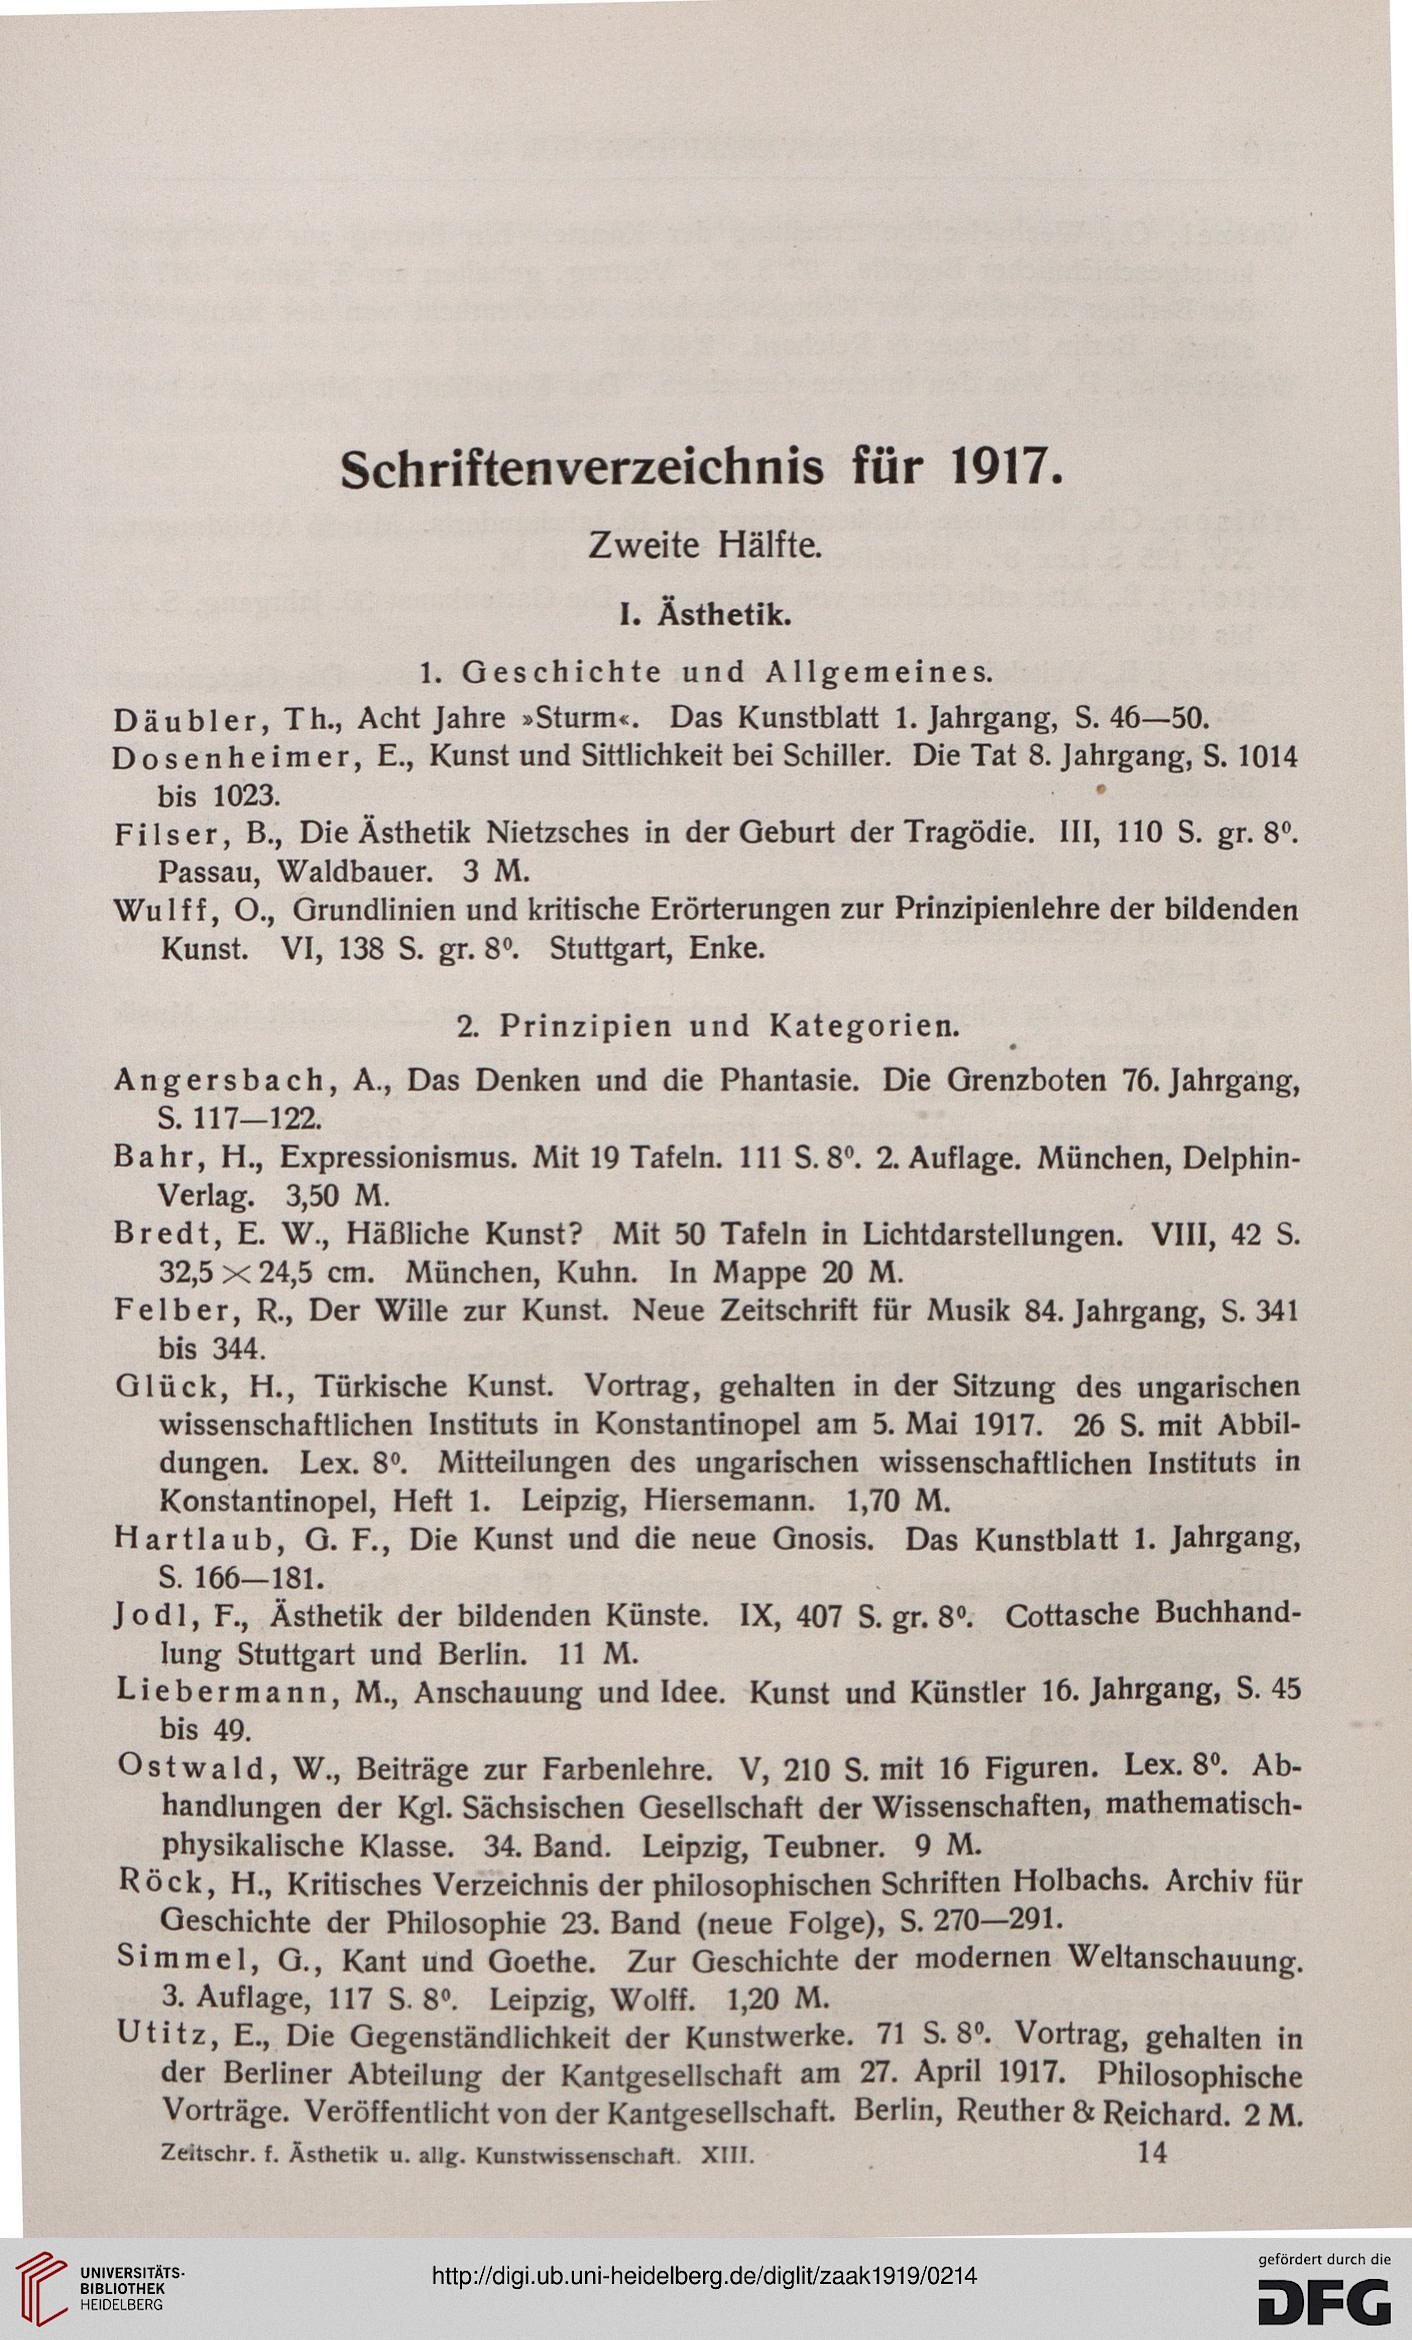 Schriftenverzeichnis für 1917.
Zweite Hälfte.
I. Ästhetik.
1. Geschichte und Allgemeines.
Däubler, Th., Acht Jahre »Sturm«. Das Kunstblatt 1. Jahrgang, S. 46—50.
Dosenheimer, E., Kunst und Sittlichkeit bei Schiller. Die Tat 8. Jahrgang, S. 1014
bis 1023.
Filser, B., Die Ästhetik Nietzsches in der Geburt der Tragödie. III, 110 S. gr. 8⁰.
Passau, Waldbauer. 3 M.
Wulff, O., Grundlinien und kritische Erörterungen zur Prinzipienlehre der bildenden
Kunst. VI, 138 S. gr. 8⁰. Stuttgart, Enke.
2. Prinzipien und Kategorien.
Angersbach, A., Das Denken und die Phantasie. Die Grenzboten 76. Jahrgang,
S. 117—122.
Bahr, H., Expressionismus. Mit 19 Tafeln. 111 S. 8⁰. 2. Auflage. München, Delphin-
Verlag. 3,50 M.
Bredt, E. W., Häßliche Kunst? Mit 50 Tafeln in Lichtdarstellungen. VIII, 42 S.
32,5 × 24,5 cm. München, Kuhn. In Mappe 20 M.
Felber, R., Der Wille zur Kunst. Neue Zeitschrift für Musik 84. Jahrgang, S. 341
bis 344.
Glück, H., Türkische Kunst. Vortrag, gehalten in der Sitzung des ungarischen
wissenschaftlichen Instituts in Konstantinopel am 5. Mai 1917. 26 S. mit Abbil-
dungen. Lex. 8⁰. Mitteilungen des ungarischen wissenschaftlichen Instituts in
Konstantinopel, Heft 1. Leipzig, Hiersemann. 1,70 M.
Hartlaub, G. F., Die Kunst und die neue Gnosis. Das Kunstblatt 1. Jahrgang,
S. 166—181.
Jodl, F., Ästhetik der bildenden Künste. IX, 407 S. gr. 8⁰. Cottasche Buchhand-
lung Stuttgart und Berlin. 11 M.
Liebermann, M., Anschauung und Idee. Kunst und Künstler 16. Jahrgang, S. 45
bis 49.
Ostwald, W., Beiträge zur Farbenlehre. V, 210 S. mit 16 Figuren. Lex. 8⁰. Ab-
handlungen der Kgl. Sächsischen Gesellschaft der Wissenschaften, mathematisch-
physikalische Klasse. 34. Band. Leipzig, Teubner. 9 M.
Röck, H., Kritisches Verzeichnis der philosophischen Schriften Holbachs. Archiv für
Geschichte der Philosophie 23. Band (neue Folge), S. 270—291.
Simmel, G., Kant und Goethe. Zur Geschichte der modernen Weltanschauung.
3. Auflage, 117 S. 8⁰. Leipzig, Wolff. 1,20 M.
Utitz, E., Die Gegenständlichkeit der Kunstwerke. 71 S. 8⁰. Vortrag, gehalten in
der Berliner Abteilung der Kantgesellschaft am 27. April 1917. Philosophische
Vorträge. Veröffentlicht von der Kantgesellschaft. Berlin, Reuther & Reichard. 2 M.
Zeitschr. f. Ästhetik u. allg. Kunstwissenschaft. XIII. 14
UNIVERSITÄTS-
BIBLIOTHEK
HEIDELBERG
http://digi.ub.uni-heidelberg.de/diglit/zaak1919/0214
gefördert durch die
DFG